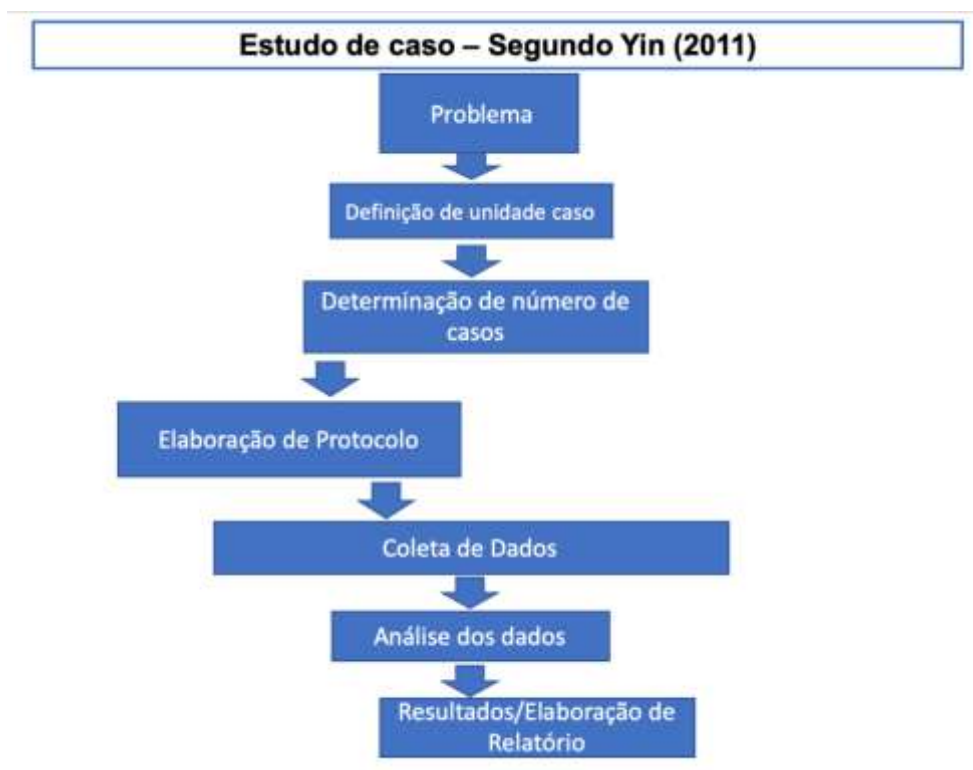 Estudo de caso – Segundo Yin (2011)
Problema
Definição de unidade caso
Determinação de número de
casos
Elaboração de Protocolo
Coleta de Dados
Análise dos dados
Resultados/Elaboração de
Relatório